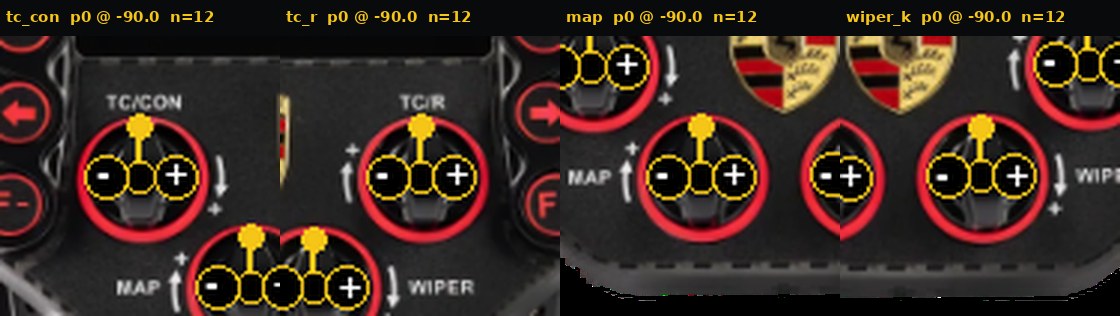 tc_con p0 @ -90.0 n=12
tc_r p0 @ -90.0 n=12
map p0 @ -90.0 n=12
wiper_k p0 @ -90.0 n=12
TC/CON
- +
+
TC/R
+
- +
MAP
+
- +
-
+
WIPER
+
+
F-
F
MAP
+
- +
- +
-
- +
WIPE
+